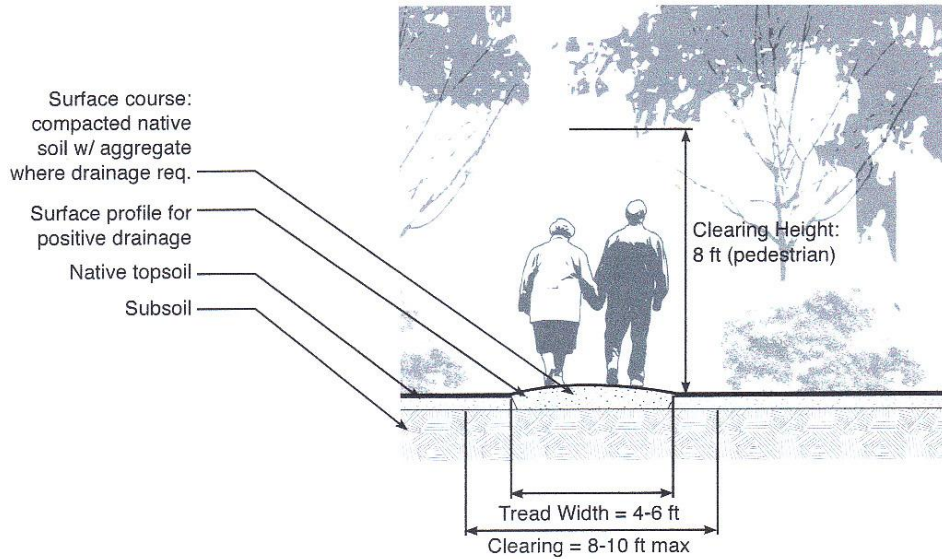 Surface course:
compacted native
soil w/ aggregate
where drainage req.
Surface profile for
positive drainage
Native topsoil
Subsoil
Clearing Height:
8 ft (pedestrian)
Tread Width = 4-6 ft
Clearing = 8-10 ft max